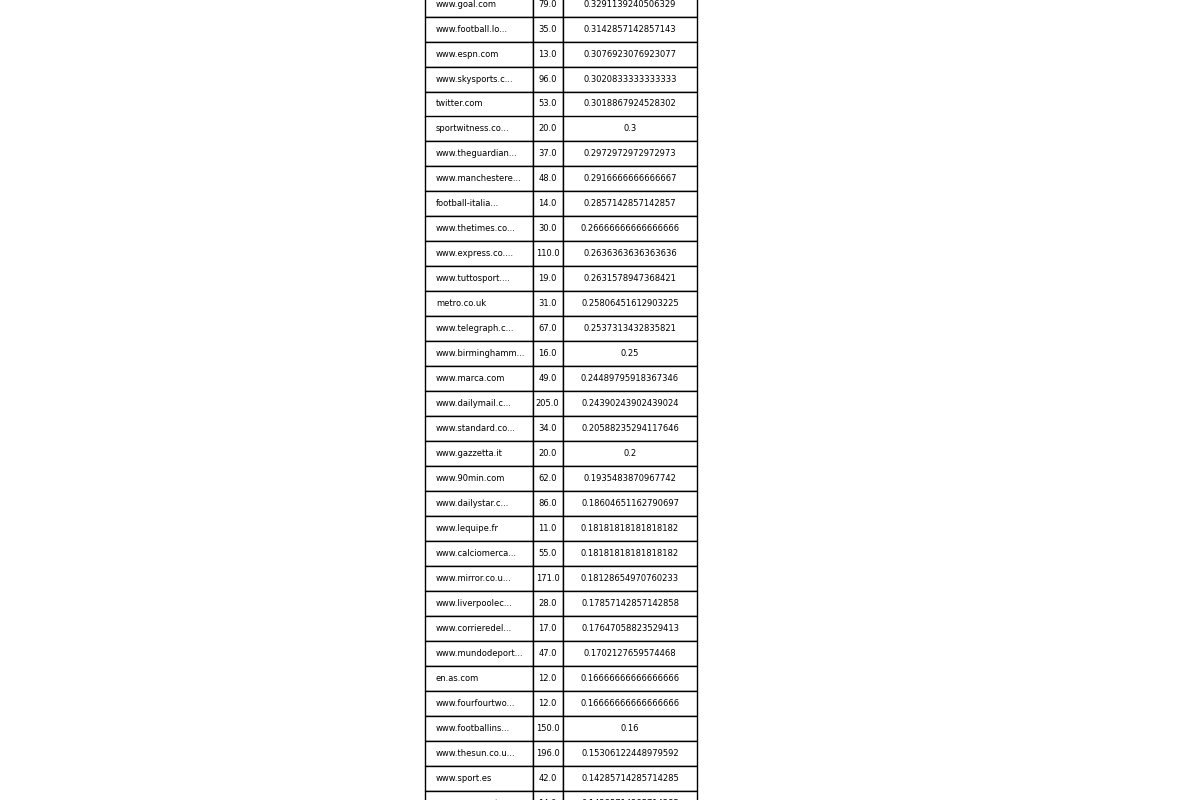 www.goal.com 79.0 0.3291139240506329
www.football.lo... 35.0 0.3142857142857143
www.espn.com 13.0 0.3076923076923077
www.skysports.c... 96.0 0.3020833333333333
twitter.com 53.0 0.3018867924528302
sportwitness.co... 20.0 0.3
www.theguardian... 37.0 0.2972972972972973
www.manchestere... 48.0 0.2916666666666667
football-italia... 14.0 0.2857142857142857
www.thetimes.co... 30.0 0.26666666666666666
www.express.co.... 110.0 0.2636363636363636
www.tuttosport.... 19.0 0.2631578947368421
metro.co.uk 31.0 0.25806451612903225
www.telegraph.c... 67.0 0.2537313432835821
www.birminghamm... 16.0 0.25
www.marca.com 49.0 0.24489795918367346
www.dailymail.c... 205.0 0.24390243902439024
www.standard.co... 34.0 0.20588235294117646
www.gazzetta.it 20.0 0.2
www.90min.com 62.0 0.1935483870967742
www.dailystar.c... 86.0 0.18604651162790697
www.lequipe.fr 11.0 0.18181818181818182
www.calciomerca... 55.0 0.18181818181818182
www.mirror.co.u... 171.0 0.18128654970760233
www.liverpoolec... 28.0 0.17857142857142858
www.corrieredel... 17.0 0.17647058823529413
www.mundodeport... 47.0 0.1702127659574468
en.as.com 12.0 0.16666666666666666
www.fourfourtwo... 12.0 0.16666666666666666
www.footballins... 150.0 0.16
www.thesun.co.u... 196.0 0.15306122448979592
www.sport.es 42.0 0.14285714285714285